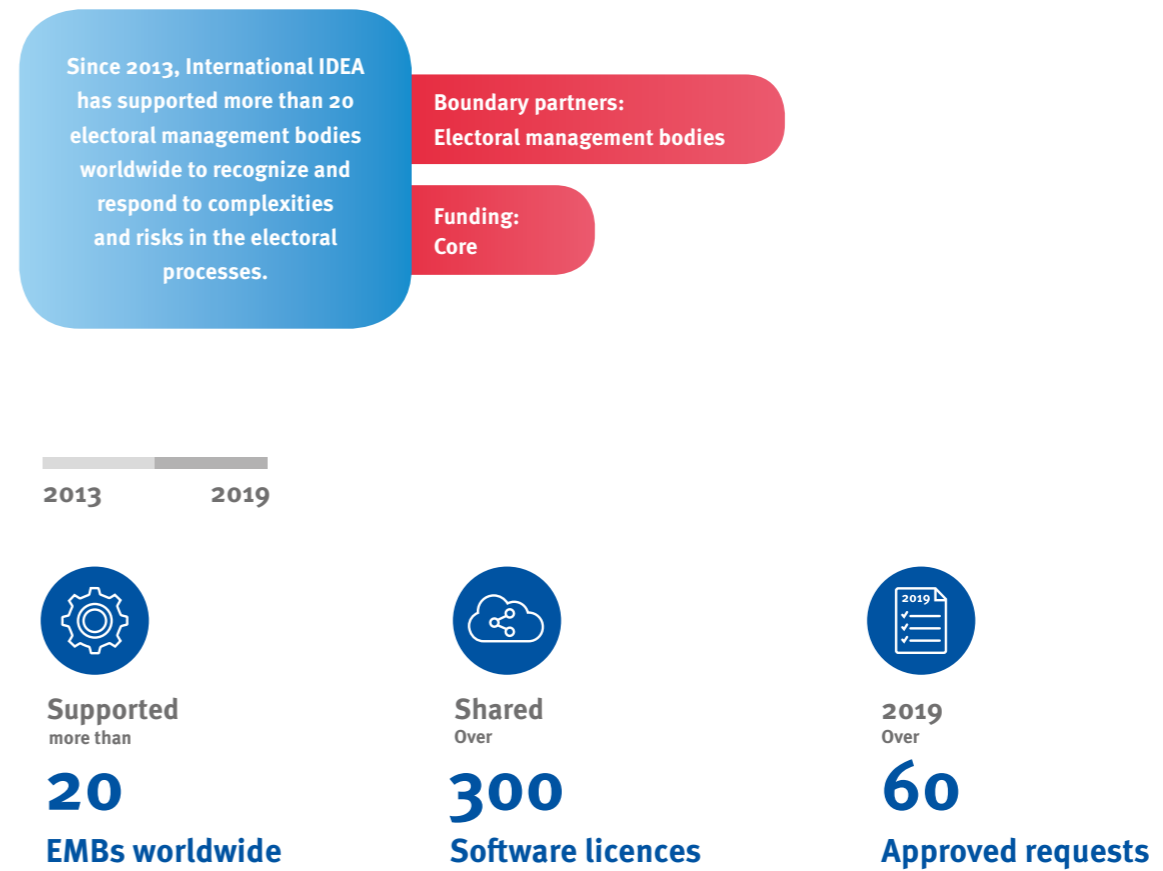 Since 2013, International IDEA
has supported more than 20
electoral management bodies
worldwide to recognize and
respond to complexities
and risks in the electoral
processes.
Boundary partners:
Electoral management bodies
Funding:
Core
2013 2019
Supported
more than
20
EMBs worldwide
Shared
Over
300
Software licences
2019
2019
Over
60
Approved requests